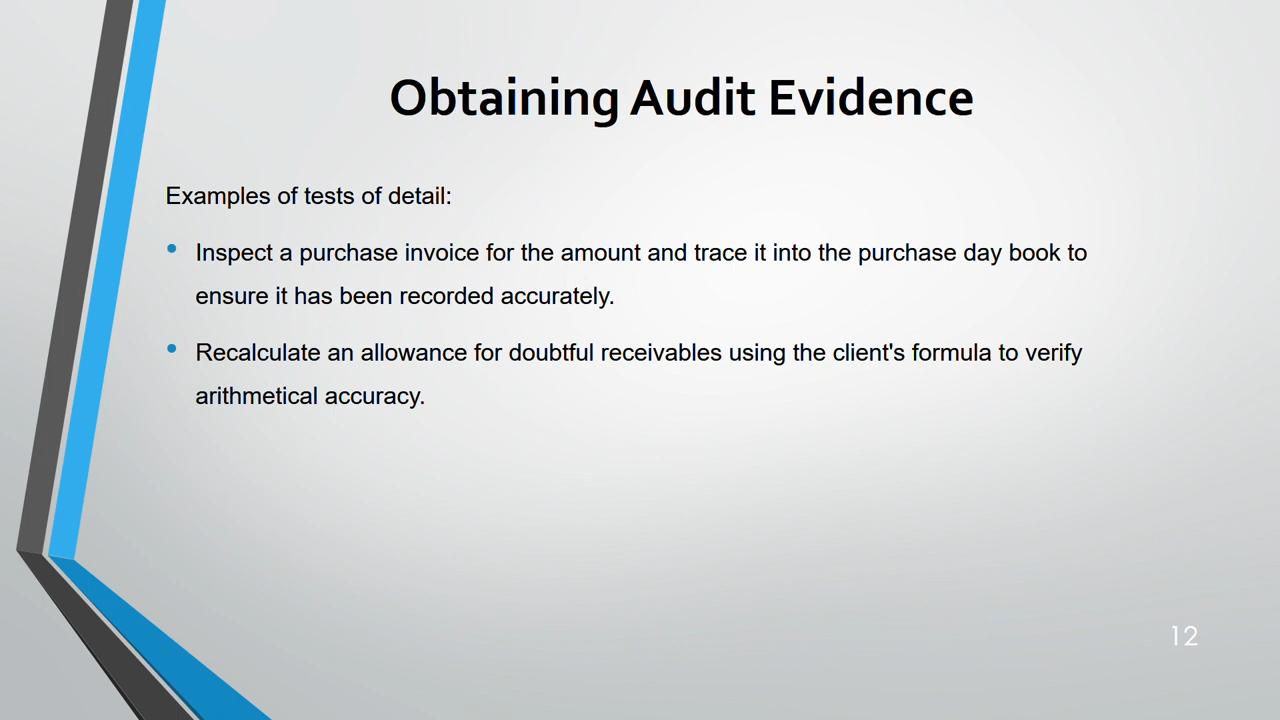 Obtaining Audit Evidence
Examples of tests of detail:
• Inspect a purchase invoice for the amount and trace it into the purchase day book to
ensure it has been recorded accurately.
• Recalculate an allowance for doubtful receivables using the client's formula to verify
arithmetical accuracy.
12